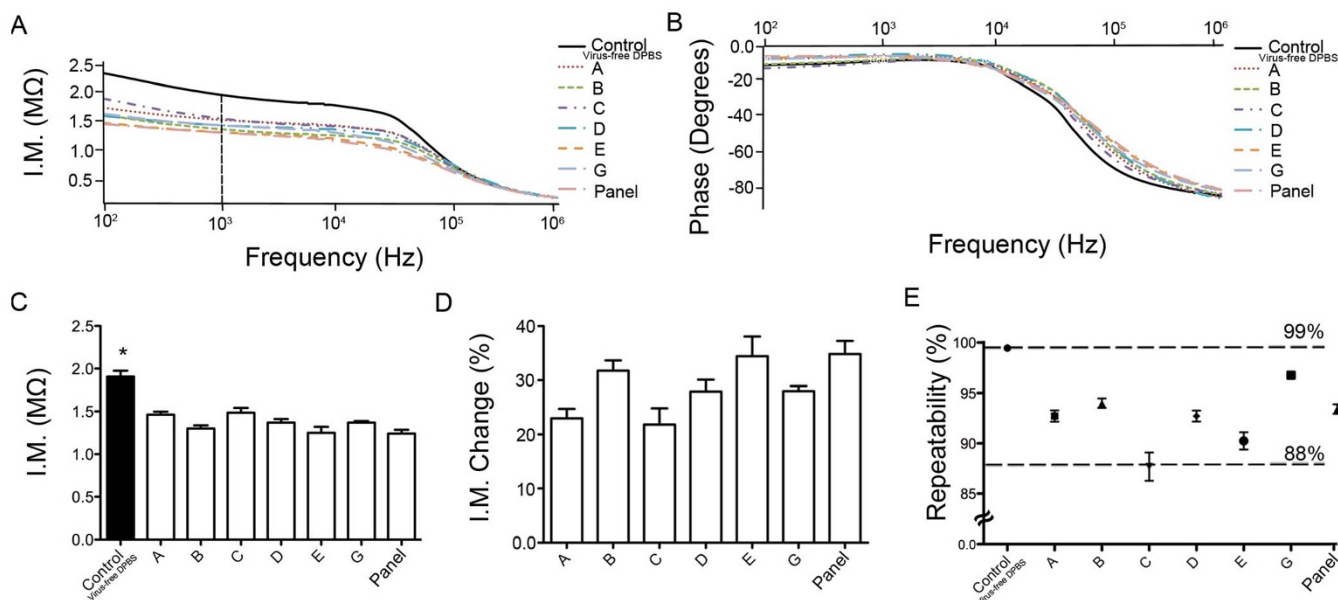 A
I.M. (MΩ)
2.5
2.0
1.5
1.0
0.5
10²
10³
10⁴
10⁵
10⁶
Frequency (Hz)
Control
Virus-free DPBS
A
B
C
D
E
G
Panel
B
Phase (Degrees)
10²
10³
10⁴
10⁵
10⁶
0.0
-20
-40
-60
-80
Frequency (Hz)
Control
Virus-free DPBS
A
B
C
D
E
G
Panel
C
I.M. (MΩ)
2.5
2.0
1.5
1.0
0.5
0.0
*
Control
Virus-free DPBS
A
B
C
D
E
G
Panel
D
I.M. Change (%)
40
30
20
10
0.0
A
B
C
D
E
G
Panel
E
Repeatability (%)
100
95
90
85
0.0
99%
88%
Control
Virus-free DPBS
A
B
C
D
E
G
Panel